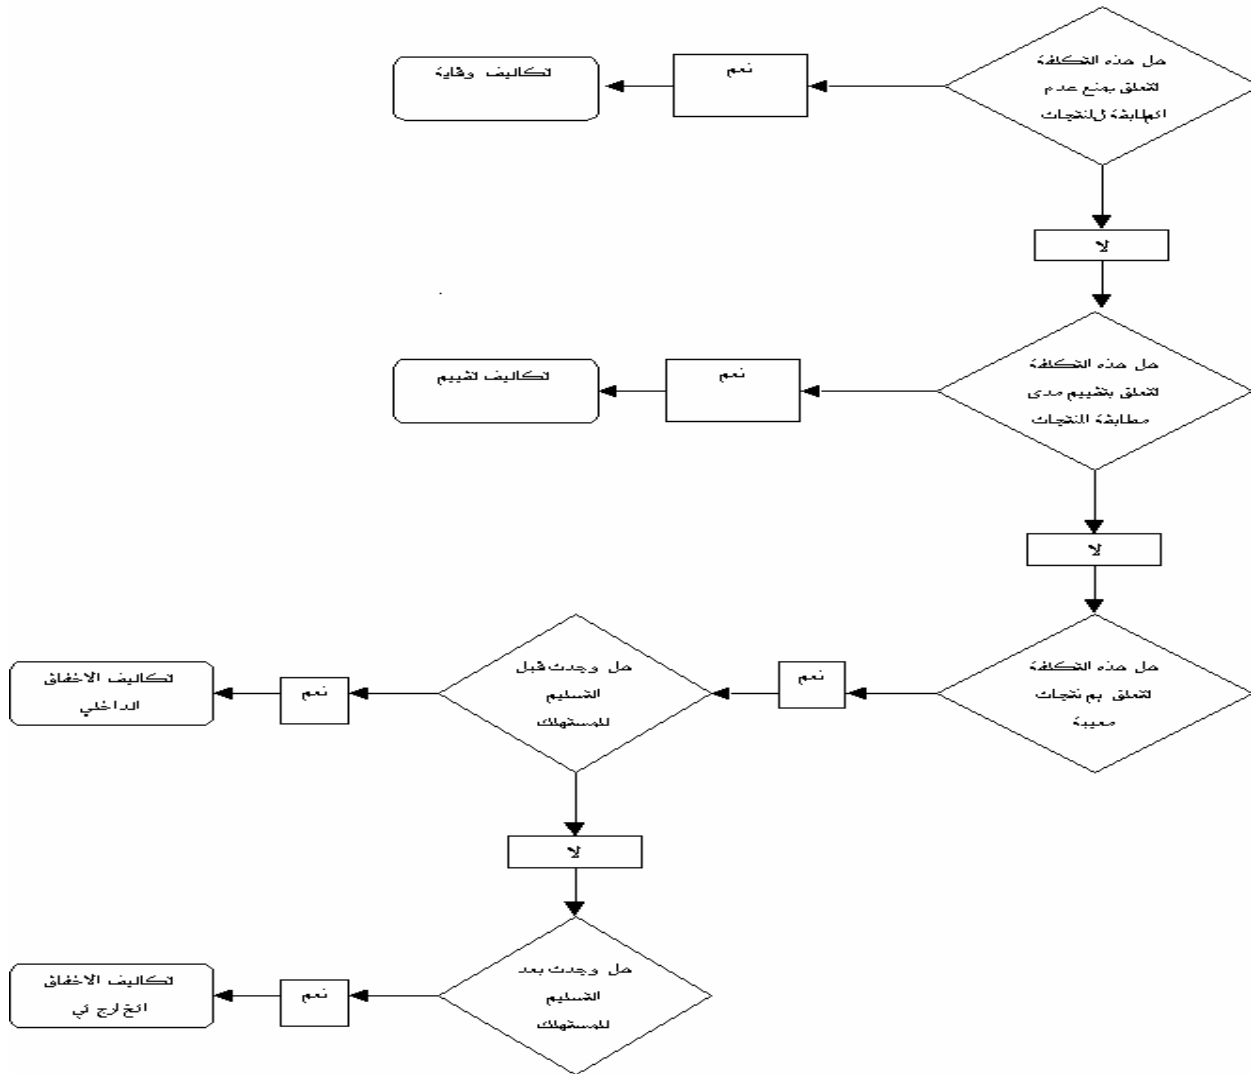 هل هذه التكلفة
تتعلق بمنع عدم
المطابقة للمنتجات
نعم
تكاليف وقاية
لا
هل هذه التكلفة
تتعلق بتقييم مدى
مطابقة المنتجات
نعم
تكاليف تقييم
لا
هل هذه التكلفة
تتعلق بمنتجات
معيبة
نعم
هل وجدت قبل
التسليم
للمستهلك
نعم
تكاليف الاخفاق
الداخلي
لا
هل وجدت بعد
التسليم
للمستهلك
نعم
تكاليف الاخفاق
الخارجي